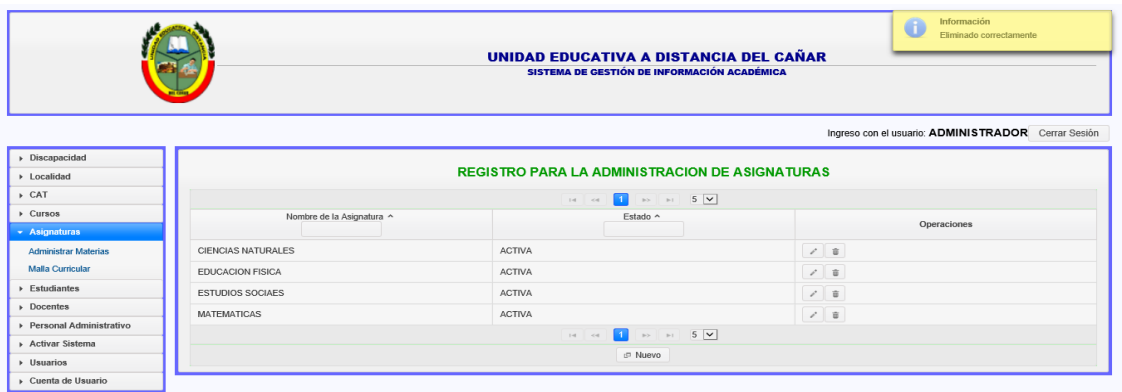 Información
Eliminado correctamente
UNIDAD EDUCATIVA A DISTANCIA DEL CAÑAR
SISTEMA DE GESTIÓN DE INFORMACIÓN ACADÉMICA
Ingreso con el usuario: ADMINISTRADOR Cerrar Sesión
Discapacidad
Localidad
CAT
Cursos
Asignaturas
Administrar Materias
Malla Curricular
Estudiantes
Docentes
Personal Administrativo
Activar Sistema
Usuarios
Cuenta de Usuario
REGISTRO PARA LA ADMINISTRACION DE ASIGNATURAS
1 5
Nombre de la Asignatura Estado Operaciones
CIENCIAS NATURALES ACTIVA
EDUCACION FISICA ACTIVA
ESTUDIOS SOCIAES ACTIVA
MATEMATICAS ACTIVA
1 5
Nuevo